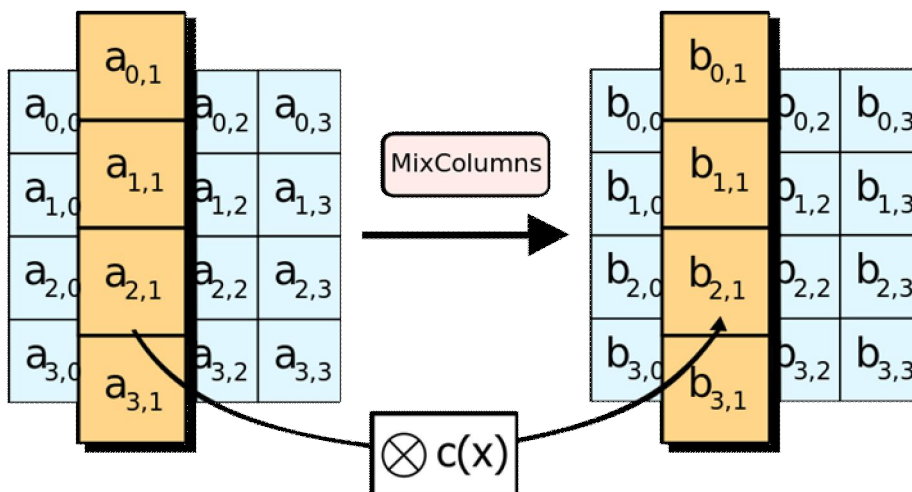 a0,0 a0,1 a0,2 a0,3
a1,0 a1,1 a1,2 a1,3
a2,0 a2,1 a2,2 a2,3
a3,0 a3,1 a3,2 a3,3
MixColumns
b0,0 b0,1 b0,2 b0,3
b1,0 b1,1 b1,2 b1,3
b2,0 b2,1 b2,2 b2,3
b3,0 b3,1 b3,2 b3,3
⊗ c(x)